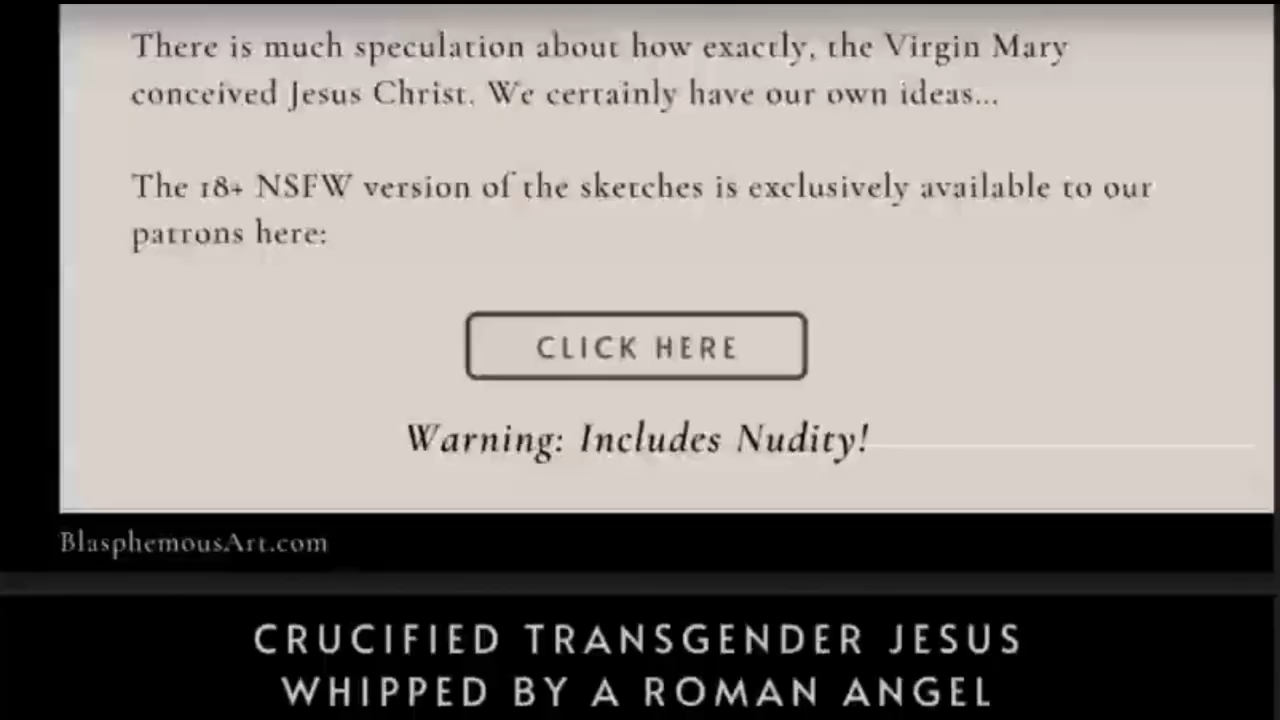 There is much speculation about how exactly, the Virgin Mary
conceived Jesus Christ. We certainly have our own ideas...
The 18+ NSFW version of the sketches is exclusively available to our
patrons here:
CLICK HERE
Warning: Includes Nudity!
BlasphemousArt.com
CRUCIFIED TRANSGENDER JESUS
WHIPPED BY A ROMAN ANGEL